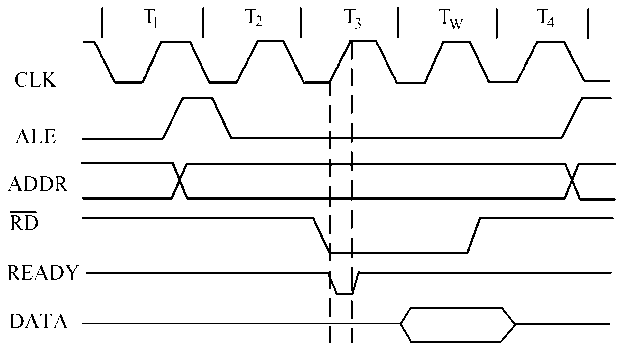 T1 T2 T3 TW T4
CLK
ALE
ADDR
RD
READY
DATA